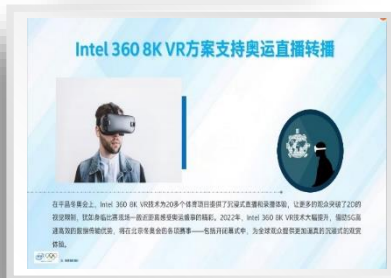 Intel 360 8K VR方案支持奥运直播转播
在平昌冬奥会上，Intel 360 8K VR技术为20多个体育项目提供了沉浸式直播和录播体验，让更多的观众突破了2D的
视觉限制，犹如身临比赛现场一般近距离感受奥运赛事的精彩。2022年，Intel 360 8K VR技术大幅提升，借助5G高
速高效的数据传输优势，将在北京冬奥会的各项赛事——包括开闭幕式中，为全球观众提供更加逼真的沉浸式的观赏
体验。